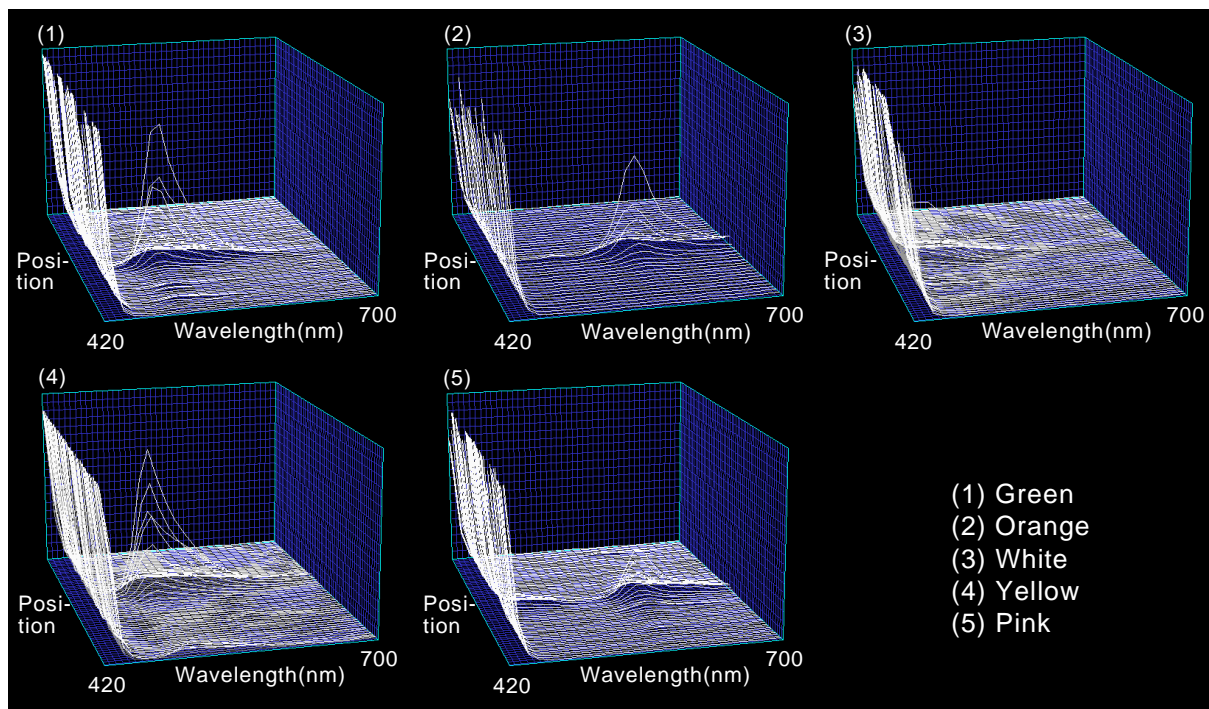 (1)
Posi-
tion
420
Wavelength(nm)
700
(2)
Posi-
tion
420
Wavelength(nm)
700
(3)
Posi-
tion
420
Wavelength(nm)
700
(4)
Posi-
tion
420
Wavelength(nm)
700
(5)
Posi-
tion
420
Wavelength(nm)
700
(1) Green
(2) Orange
(3) White
(4) Yellow
(5) Pink